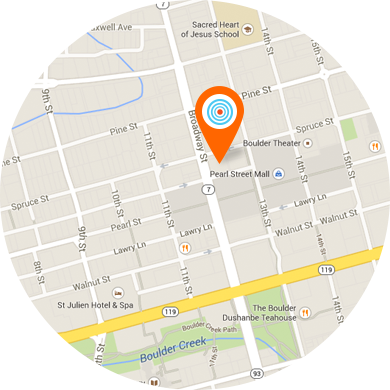 7
Maxwell Ave
Sacred Heart
of Jesus School
14th St
9th St
Pine St
Broadway St
Pine St
11th St
Spruce St
Boulder Theater
15th St
Pearl Street Mall
7
10th St
Spruce St
Pearl St
11th St
13th St
Walnut St
Lawry Ln
Lawry Ln
Walnut St
9th St
14th St
8th St
11th St
Walnut St
119
St Julien Hotel & Spa
119
14th St
The Boulder
Dushanbe Teahouse
Boulder Creek Path
Boulder Creek
93